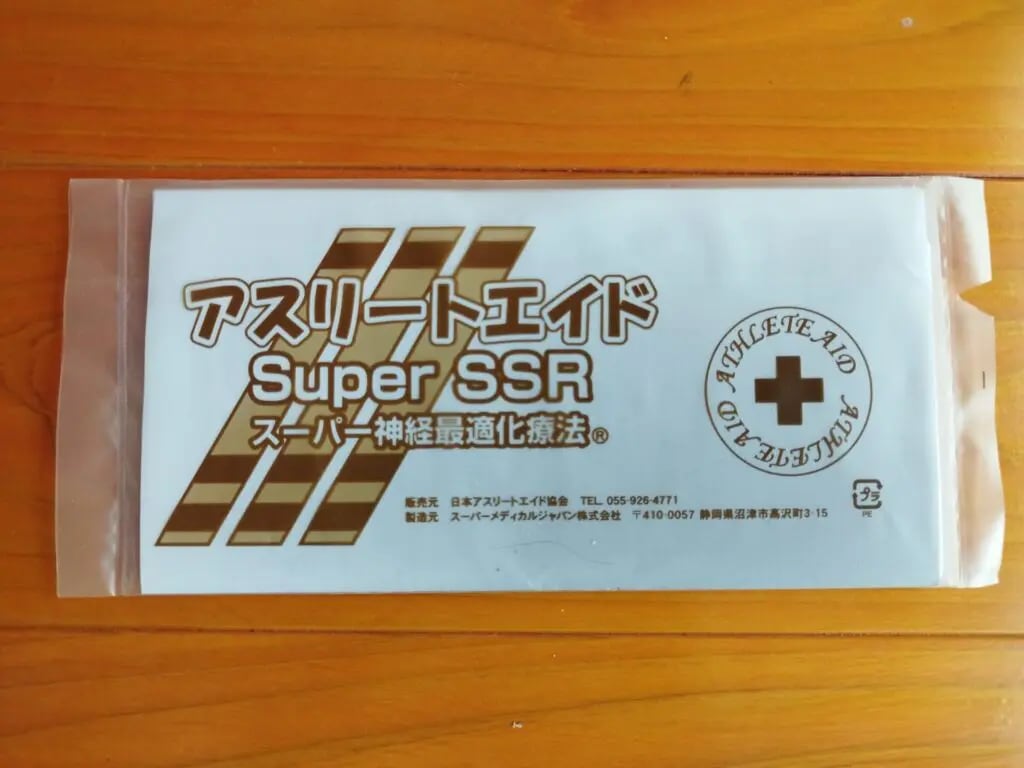 アスリートエイド
Super SSR
スーパー神経最適化療法®
ATHLETE AID ATHLETE AID
販売元 日本アスリートエイド協会 TEL. 055-926-4771
製造元 スーパーメディカルジャパン株式会社 〒410-0057 静岡県沼津市高沢町3-15
プラ
PE